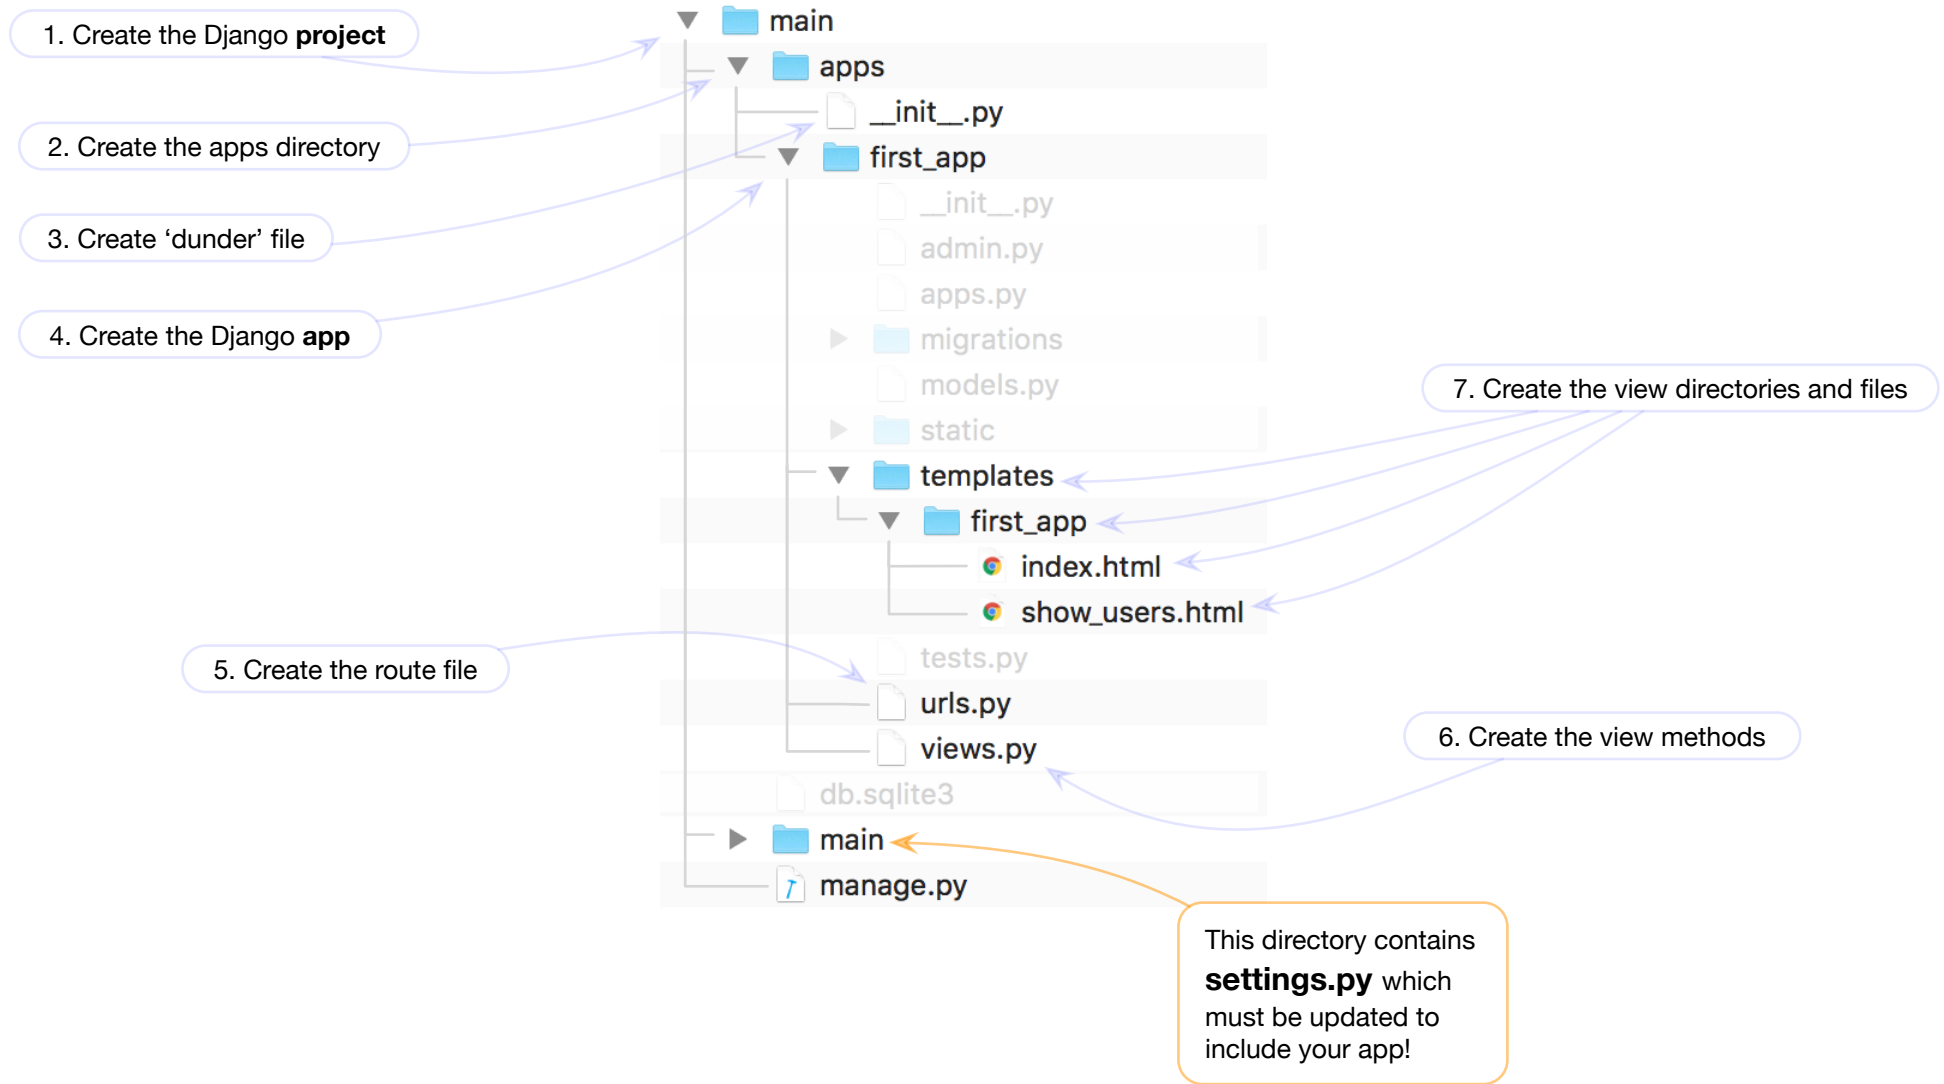 main
1. Create the Django project
apps
__init__.py
2. Create the apps directory
first_app
__init__.py
3. Create ‘dunder’ file
admin.py
apps.py
4. Create the Django app
migrations
models.py
7. Create the view directories and files
static
templates
first_app
index.html
show_users.html
tests.py
5. Create the route file
urls.py
6. Create the view methods
views.py
db.sqlite3
main
manage.py
This directory contains
settings.py which
must be updated to
include your app!